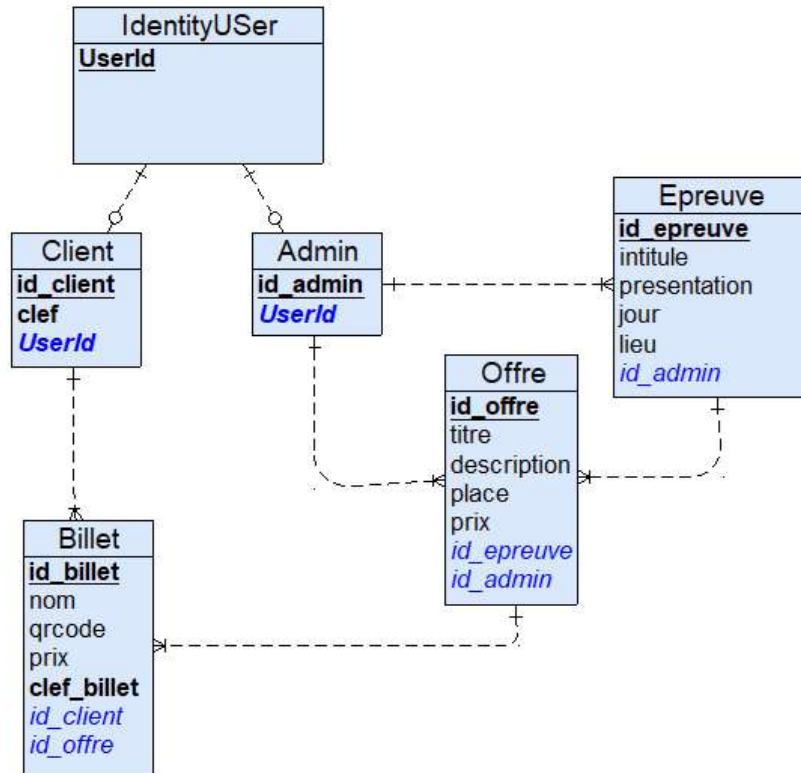 IdentityUSer
UserId
Client
id_client
clef
UserId
Admin
id_admin
UserId
Epreuve
id_epreuve
intitule
presentation
jour
lieu
id_admin
Offre
id_offre
titre
description
place
prix
id_epreuve
id_admin
Billet
id_billet
nom
qrcode
prix
clef_billet
id_client
id_offre